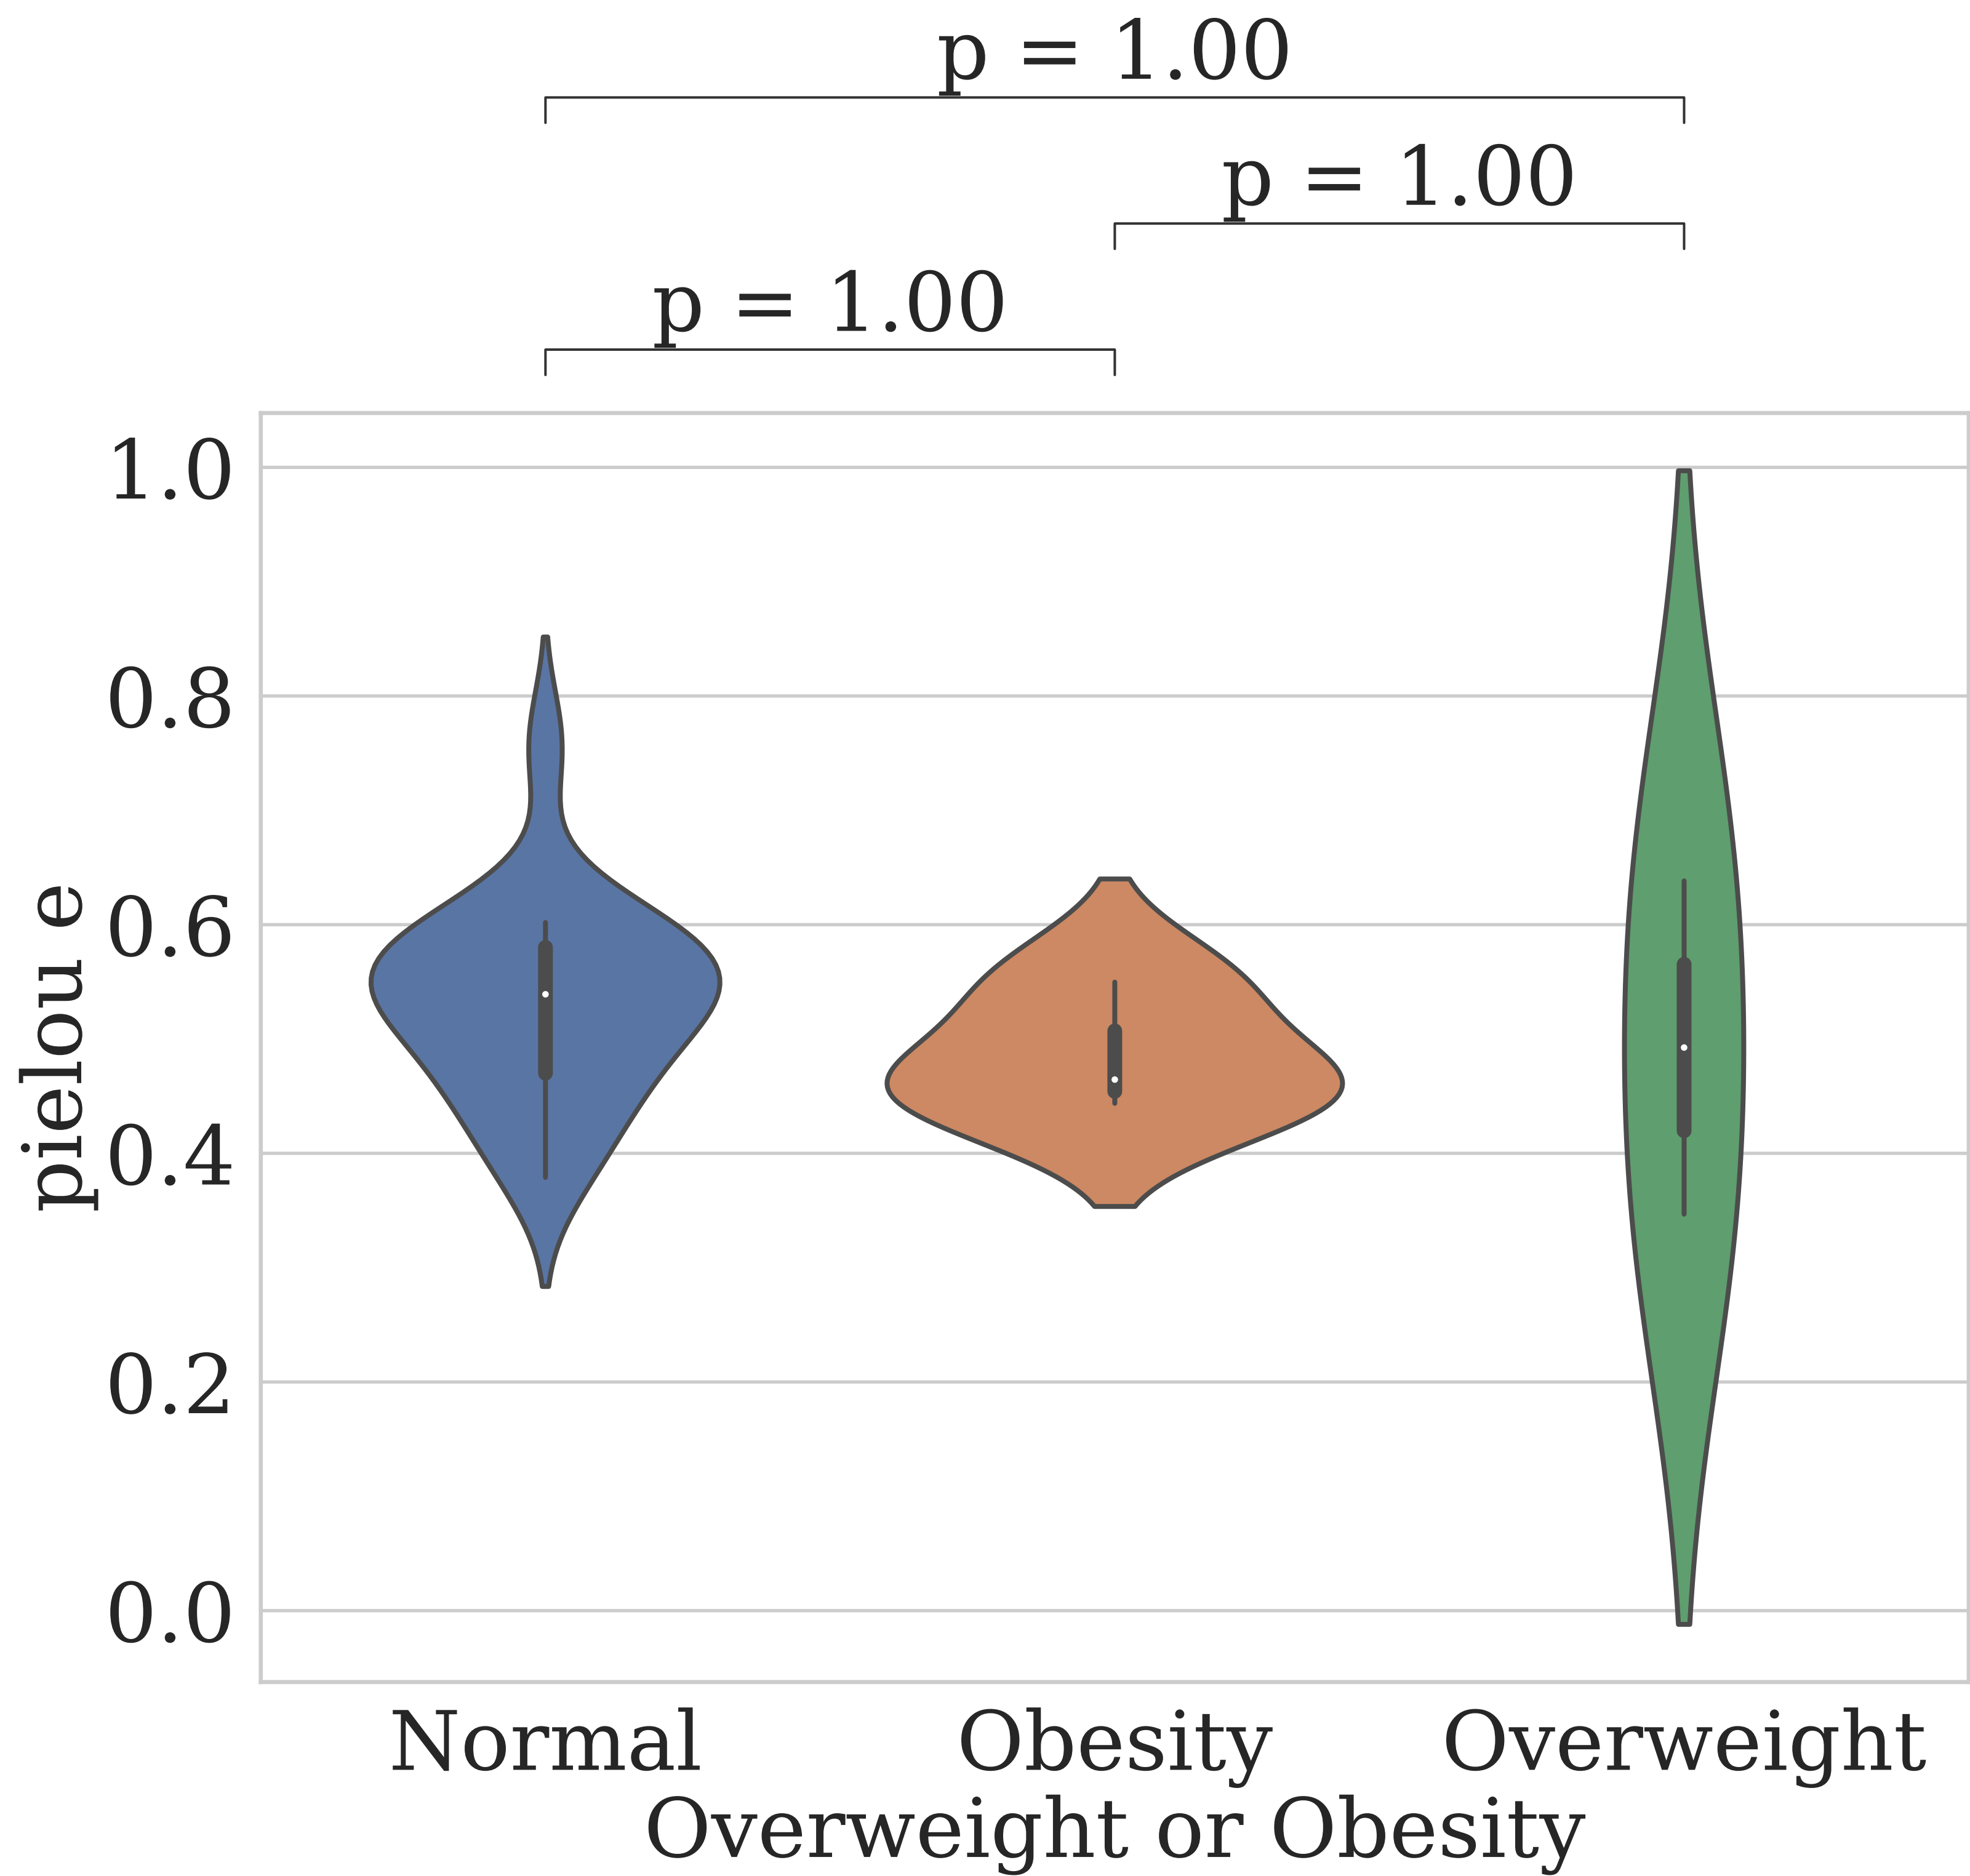 p = 1.00
p = 1.00
p = 1.00
pielou e
1.0
0.8
0.6
0.4
0.2
0.0
Normal Obesity Overweight
Overweight or Obesity